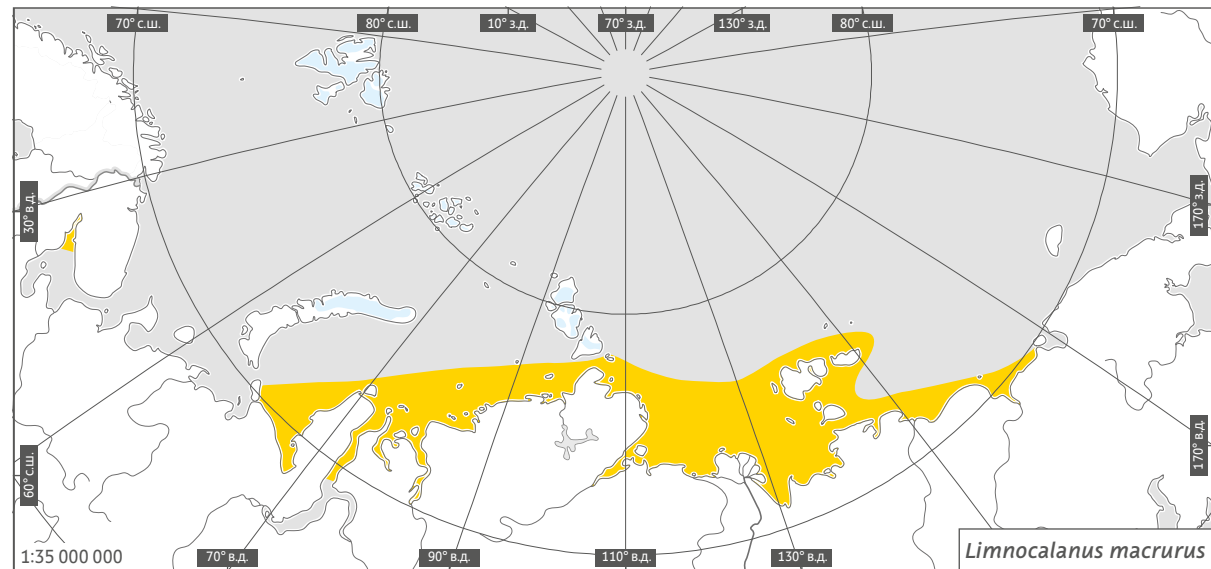 70° с.ш.
80° с.ш.
10° з.д.
70° з.д.
130° з.д.
80° с.ш.
70° с.ш.
30° в.д.
170° з.д.
60° с.ш.
170° в.д.
1:35 000 000
70° в.д.
90° в.д.
110° в.д.
130° в.д.
Limnocalanus macrurus